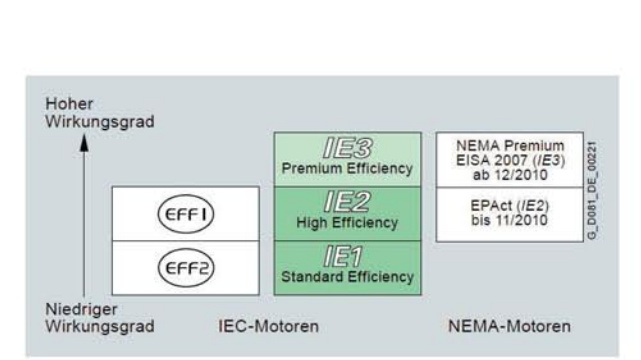 Hoher
Wirkungsgrad
IE3
Premium Efficiency
NEMA Premium
EISA 2007 (IE3)
ab 12/2010
EFF1
IE2
High Efficiency
EPAct (IE2)
bis 11/2010
EFF2
IE1
Standard Efficiency
Niedriger
Wirkungsgrad
IEC-Motoren
NEMA-Motoren
G_D081_DE_00221